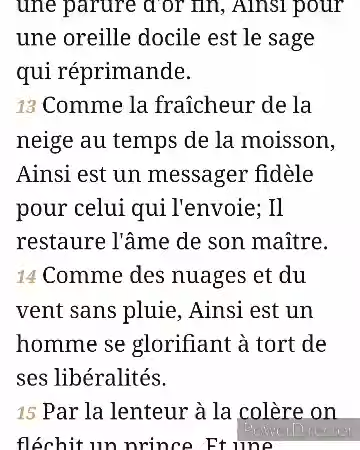 une parure d'or fin, Ainsi pour
une oreille docile est le sage
qui réprimande.
13 Comme la fraîcheur de la
neige au temps de la moisson,
Ainsi est un messager fidèle
pour celui qui l'envoie; Il
restaure l'âme de son maître.
14 Comme des nuages et du
vent sans pluie, Ainsi est un
homme se glorifiant à tort de
ses libéralités.
15 Par la lenteur à la colère on
PowerDirector
fléchit un prince, Et une